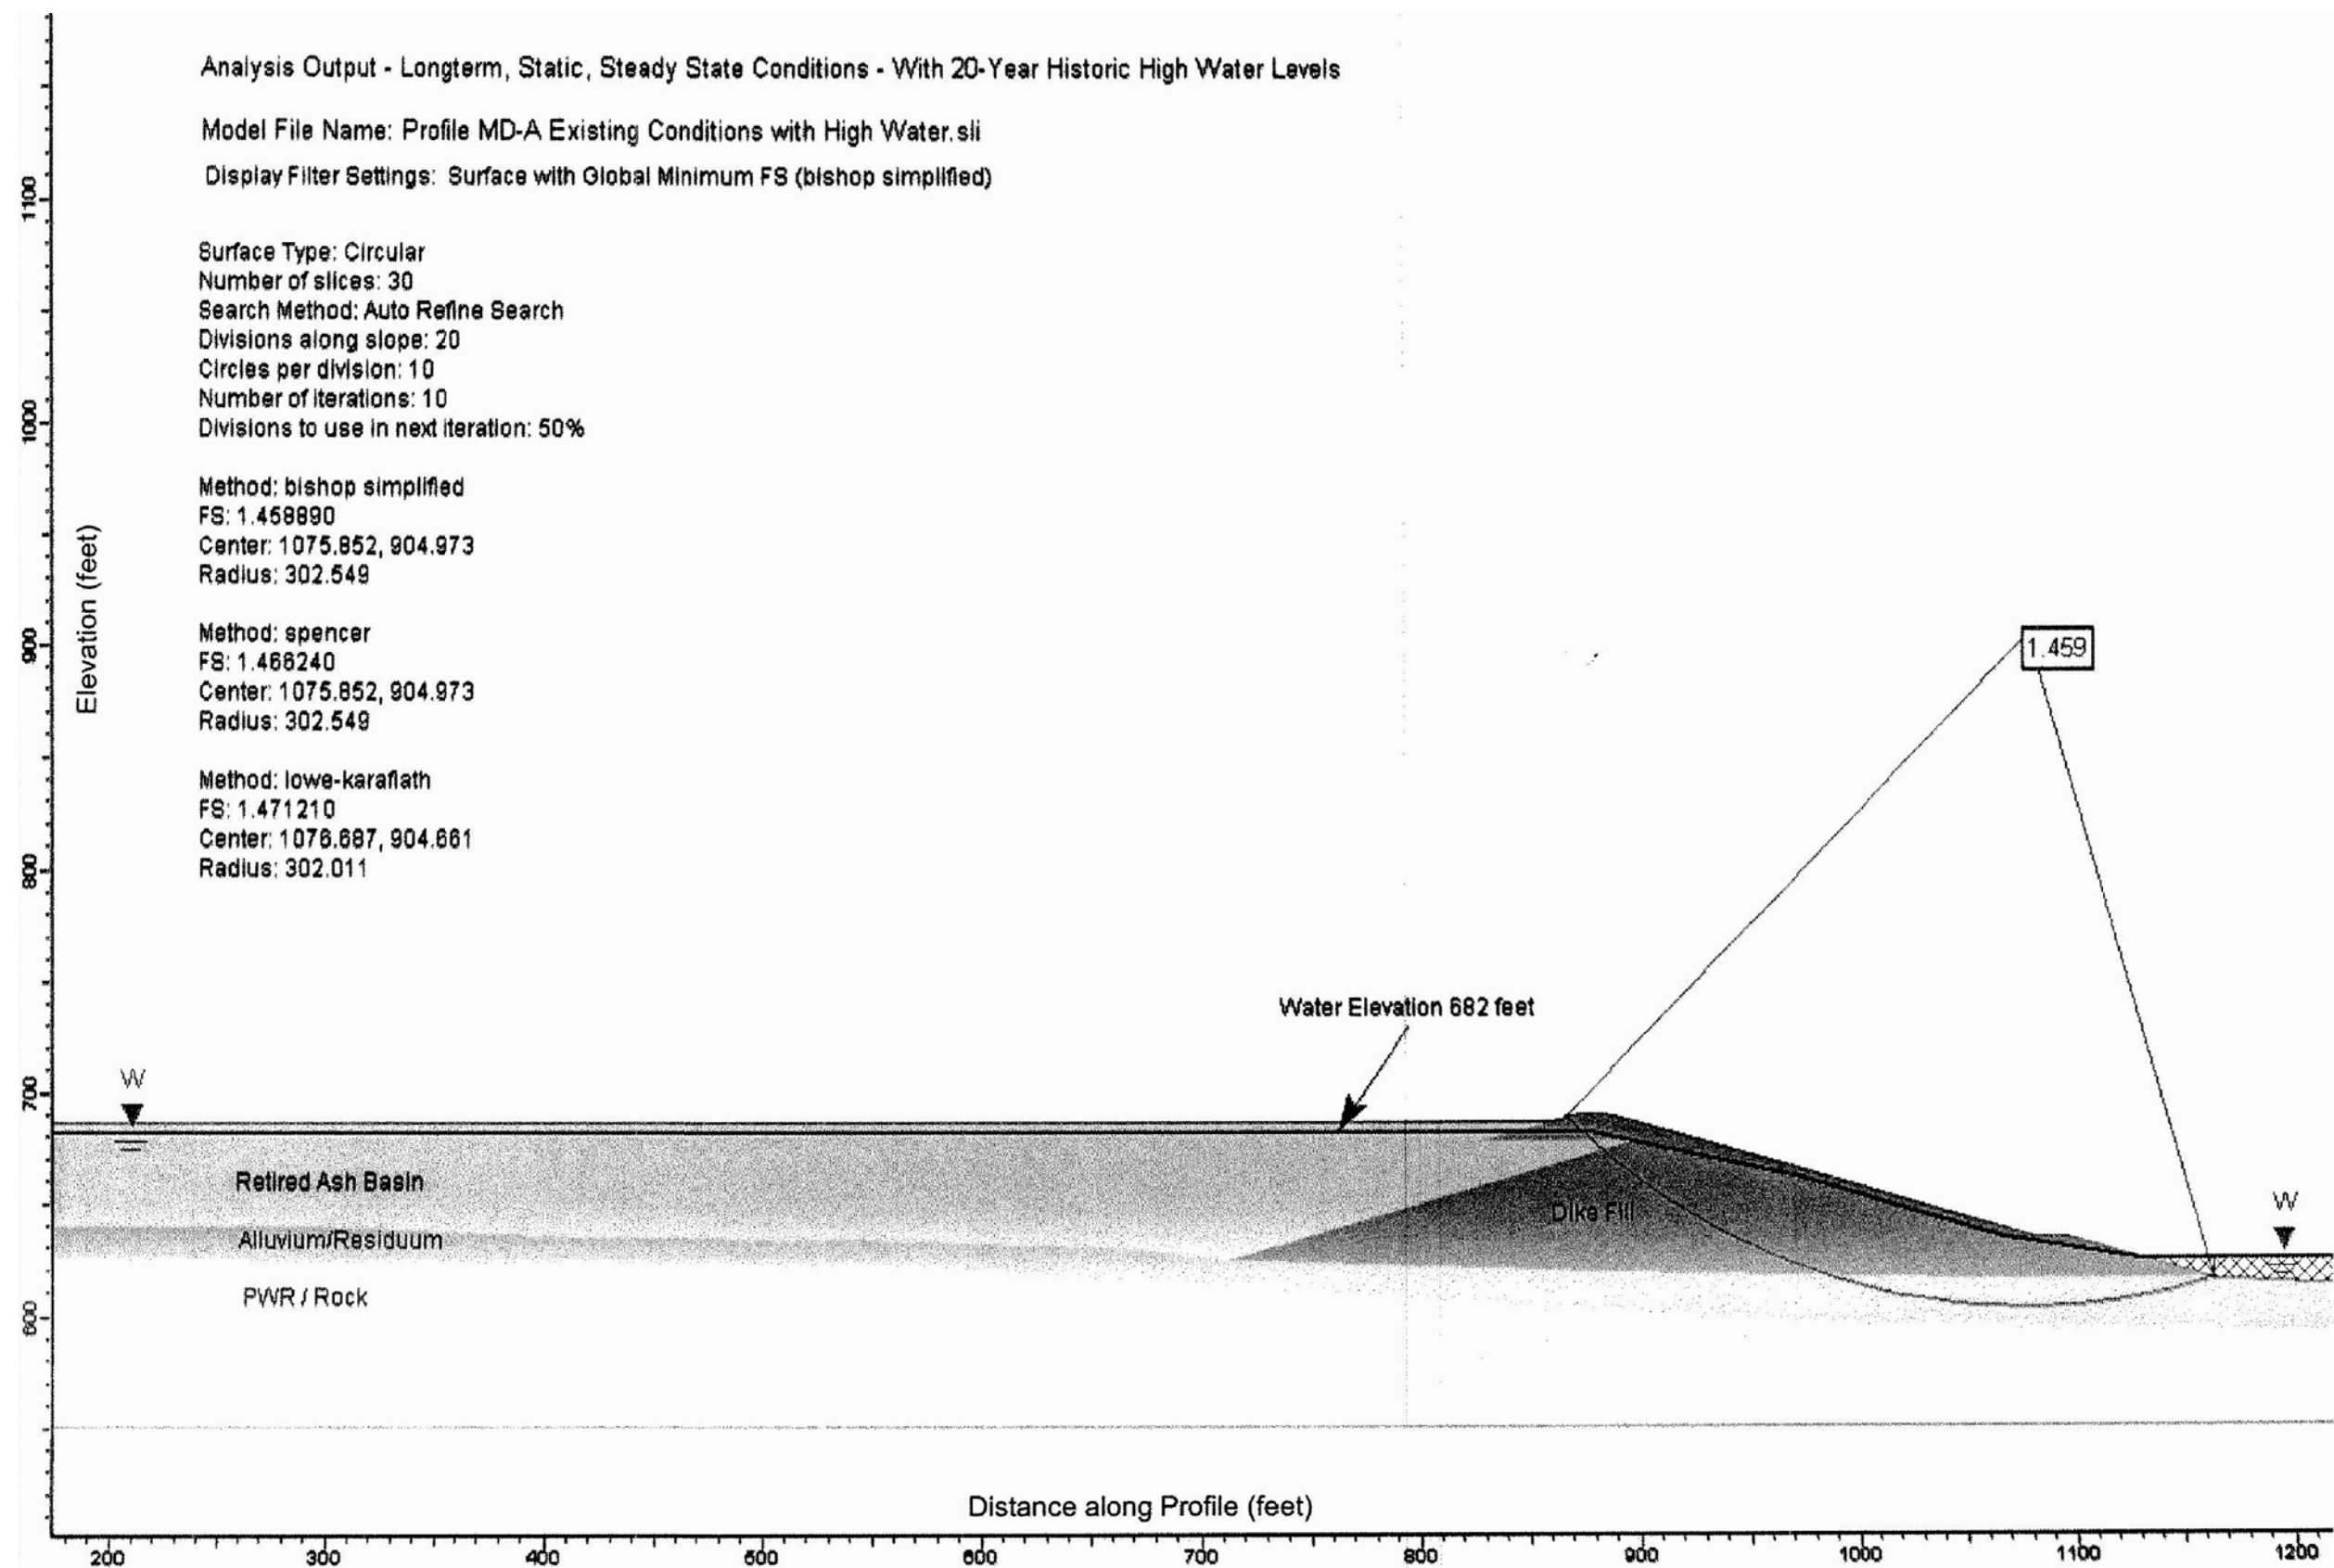 Analysis Output - Longterm, Static, Steady State Conditions - With 20-Year Historic High Water Levels
Model File Name: Profile MD-A Existing Conditions with High Water.sli
Display Filter Settings: Surface with Global Minimum FS (bishop simplified)
Surface Type: Circular
Number of slices: 30
Search Method: Auto Refine Search
Divisions along slope: 20
Circles per division: 10
Number of iterations: 10
Divisions to use in next iteration: 50%
Method: bishop simplified
FS: 1.458890
Center: 1075.852, 904.973
Radius: 302.549
Method: spencer
FS: 1.466240
Center: 1075.852, 904.973
Radius: 302.549
Method: lowe-karafiath
FS: 1.471210
Center: 1076.687, 904.661
Radius: 302.011
Elevation (feet)
1100
1000
900
800
700
600
1.459
Water Elevation 682 feet
W
W
Retired Ash Basin
Dike Fill
Alluvium/Residuum
PWR / Rock
Distance along Profile (feet)
200 300 400 500 600 700 800 900 1000 1100 1200